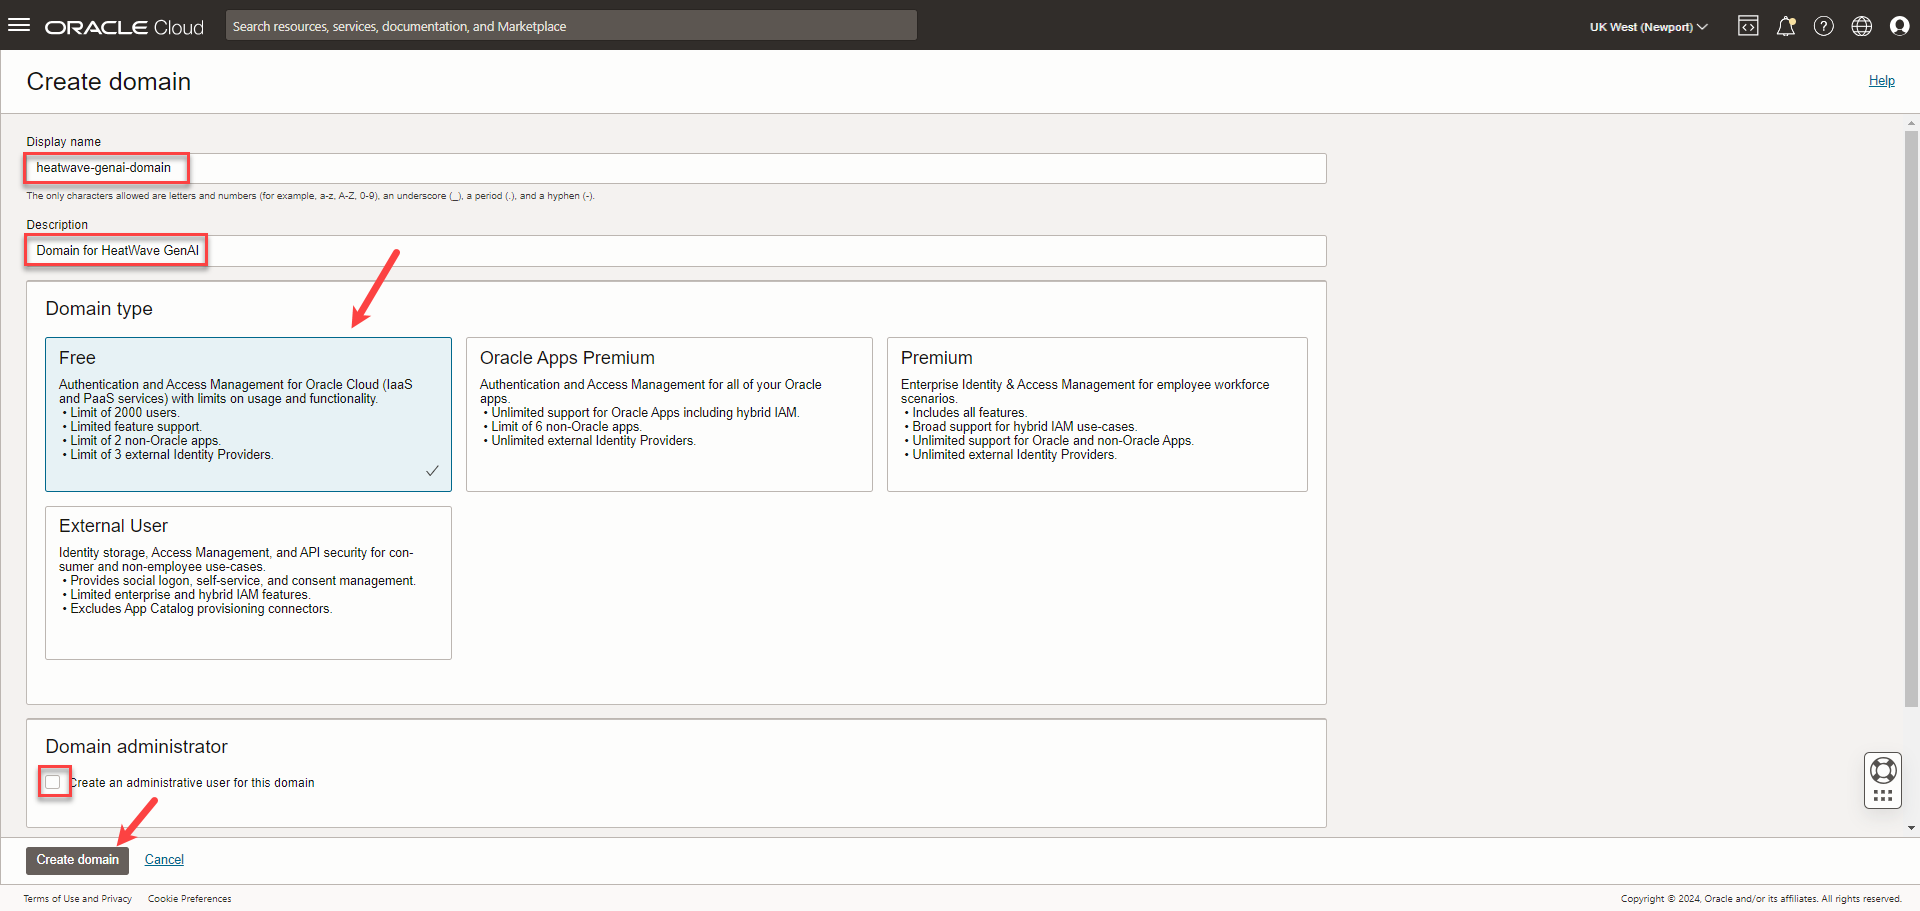 ORACLE Cloud
Search resources, services, documentation, and Marketplace
UK West (Newport)
Create domain
Help
Display name
heatwave-genai-domain
The only characters allowed are letters and numbers (for example, a-z, A-Z, 0-9), an underscore (_), a period (.), and a hyphen (-).
Description
Domain for HeatWave GenAI
Domain type
Free
Authentication and Access Management for Oracle Cloud (IaaS
and PaaS services) with limits on usage and functionality.
• Limit of 2000 users.
• Limited feature support.
• Limit of 2 non-Oracle apps.
• Limit of 3 external Identity Providers.
Oracle Apps Premium
Authentication and Access Management for all of your Oracle
apps.
• Unlimited support for Oracle Apps including hybrid IAM.
• Limit of 6 non-Oracle apps.
• Unlimited external Identity Providers.
Premium
Enterprise Identity & Access Management for employee workforce
scenarios.
• Includes all features.
• Broad support for hybrid IAM use-cases.
• Unlimited support for Oracle and non-Oracle Apps.
• Unlimited external Identity Providers.
External User
Identity storage, Access Management, and API security for con-
sumer and non-employee use-cases.
• Provides social logon, self-service, and consent management.
• Limited enterprise and hybrid IAM features.
• Excludes App Catalog provisioning connectors.
Domain administrator
Create an administrative user for this domain
Create domain
Cancel
Terms of Use and Privacy
Cookie Preferences
Copyright © 2024, Oracle and/or its affiliates. All rights reserved.